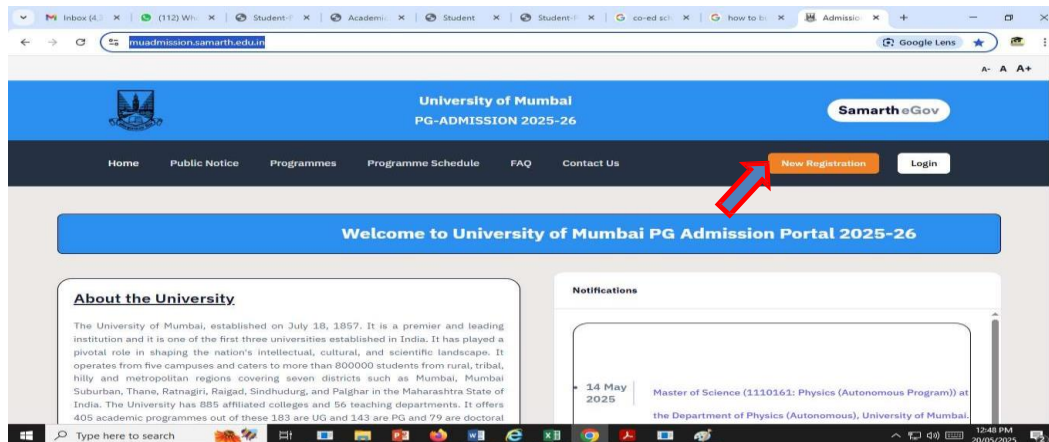 Inbox (4,
(112) Wh
Student-
Academi
Student
Student-
co-ed sc
how to b
Admissio
muadmission.samarth.edu.in
Google Lens
A- A A+
University of Mumbai
PG-ADMISSION 2025-26
Samarth eGov
Home Public Notice Programmes Programme Schedule FAQ Contact Us New Registration Login
Welcome to University of Mumbai PG Admission Portal 2025-26
About the University
The University of Mumbai, established on July 18, 1857. It is a premier and leading
institution and it is one of the first three universities established in India. It has played a
pivotal role in shaping the nation's intellectual, cultural, and scientific landscape. It
operates from five campuses and caters to more than 800000 students from rural, tribal,
hilly and metropolitan regions covering seven districts such as Mumbai, Mumbai
Suburban, Thane, Ratnagiri, Raigad, Sindhudurg, and Palghar in the Maharashtra State of
India. The University has 885 affiliated colleges and 56 teaching departments. It offers
405 academic programmes out of these 183 are UG and 143 are PG and 79 are doctoral
Notifications
14 May
2025
Master of Science (1110161: Physics (Autonomous Program)) at
the Department of Physics (Autonomous), University of Mumbai.
Type here to search
12:48 PM
20/05/2025